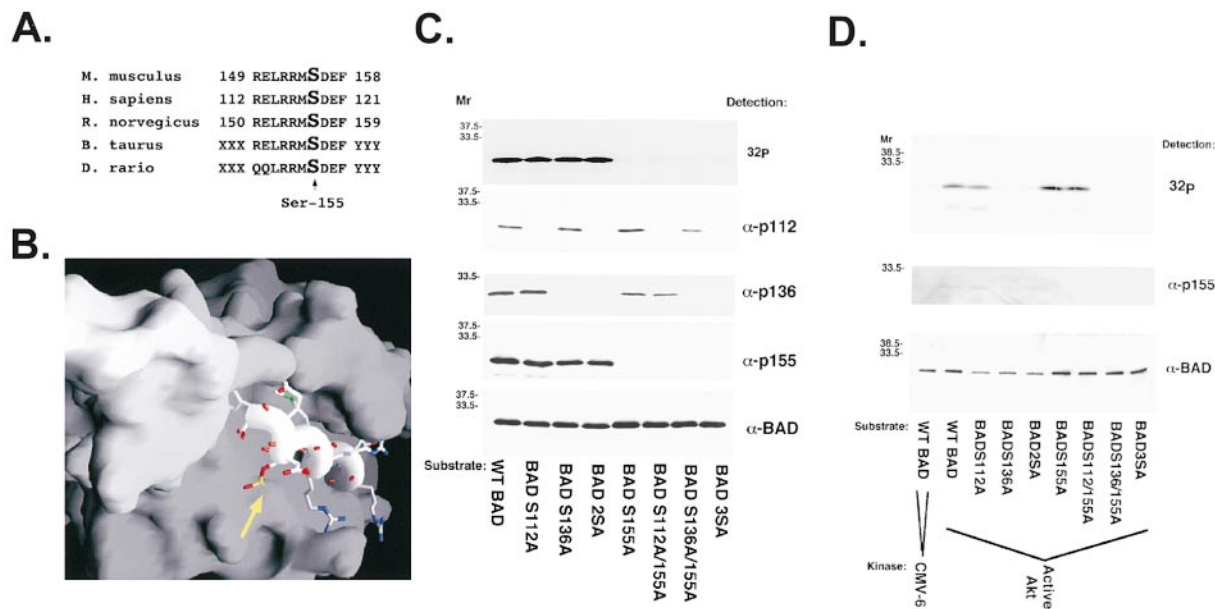 A.
M. musculus 149 RELRRMSDEF 158
H. sapiens 112 RELRRMSDEF 121
R. norvegicus 150 RELRRMSDEF 159
B. taurus XXX RELRRMSDEF YYY
D. rario XXX QQLRRMSDEF YYY
Ser-155
B.
C.
Mr
Detection:
37.5-
33.5-
32P
37.5-
33.5-
α-p112
33.5-
α-p136
37.5-
33.5-
α-p155
37.5-
33.5-
α-BAD
Substrate:
WT BAD
BAD S112A
BAD S136A
BAD 2SA
BAD S155A
BAD S112A/155A
BAD S136A/155A
BAD 3SA
D.
Mr
Detection:
38.5-
33.5-
32P
33.5-
α-p155
38.5-
33.5-
α-BAD
Substrate:
WT BAD
WT BAD
BADS112A
BADS136A
BAD2SA
BADS155A
BADS112/155A
BADS136/155A
BAD3SA
Kinase:
CMV-6
Active
Akt